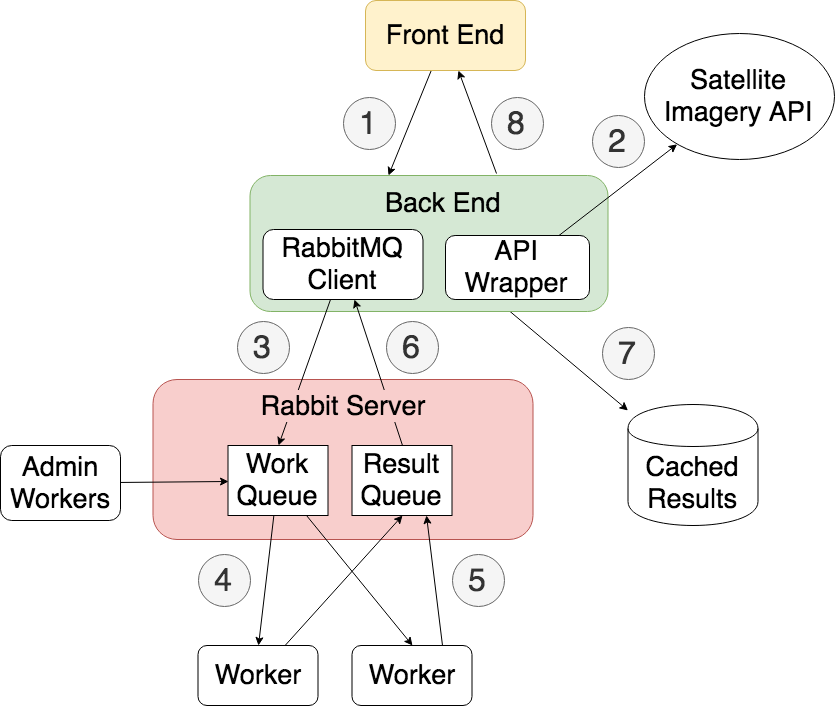 Front End
Satellite
Imagery API
1
8
2
Back End
RabbitMQ
Client
API
Wrapper
3
6
7
Rabbit Server
Admin
Workers
Work
Queue
Result
Queue
Cached
Results
4
5
Worker
Worker